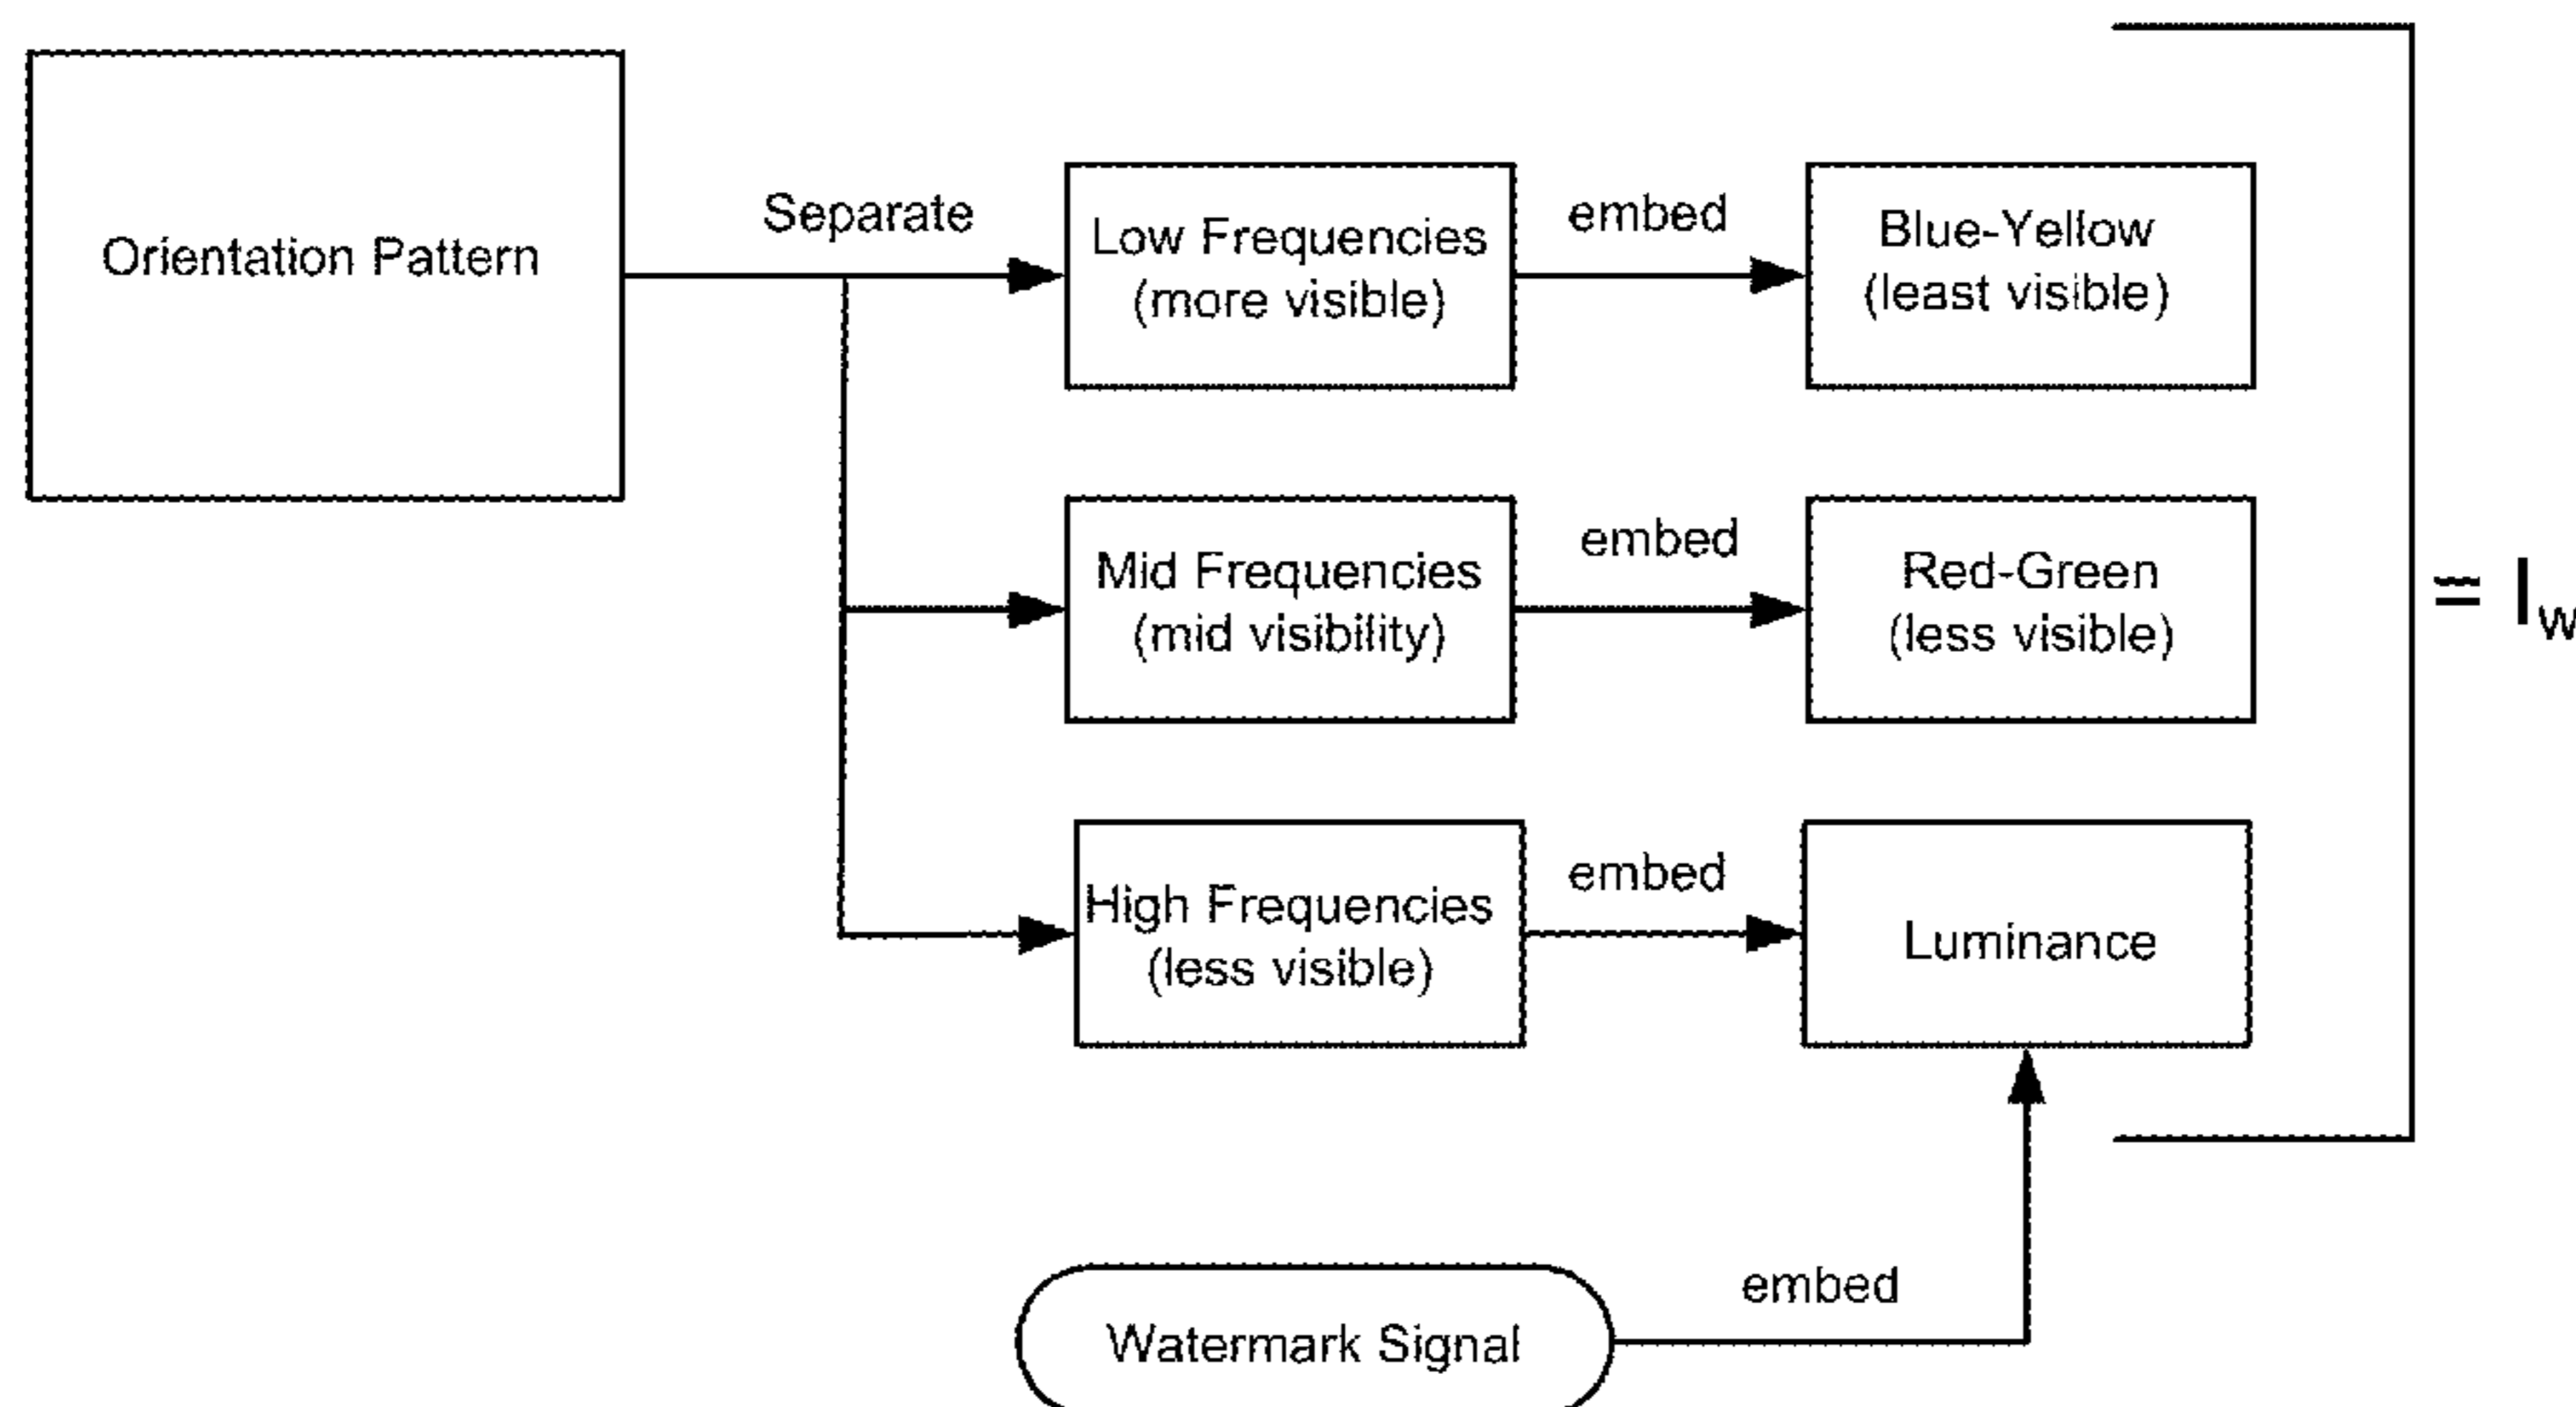 Orientation Pattern
Separate
Low Frequencies
(more visible)
embed
Blue-Yellow
(least visible)
Mid Frequencies
(mid visibility)
embed
Red-Green
(less visible)
= Iw
High Frequencies
(less visible)
embed
Luminance
Watermark Signal
embed